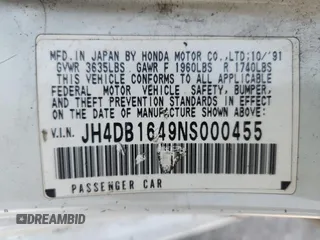 MFD. IN JAPAN BY HONDA MOTOR CO., LTD: 10/'91
GVWR 3635LBS GAWR F 1960LBS R 1740LBS
THIS VEHICLE CONFORMS TO ALL APPLICABLE
FEDERAL MOTOR VEHICLE SAFETY, BUMPER,
AND THEFT PREVENTION STANDARDS IN EFFECT
ON THE DATE OF MANUFACTURE SHOWN ABOVE.
V.I.N. JH4DB1649NS000455
PASSENGER CAR
DREAMBID